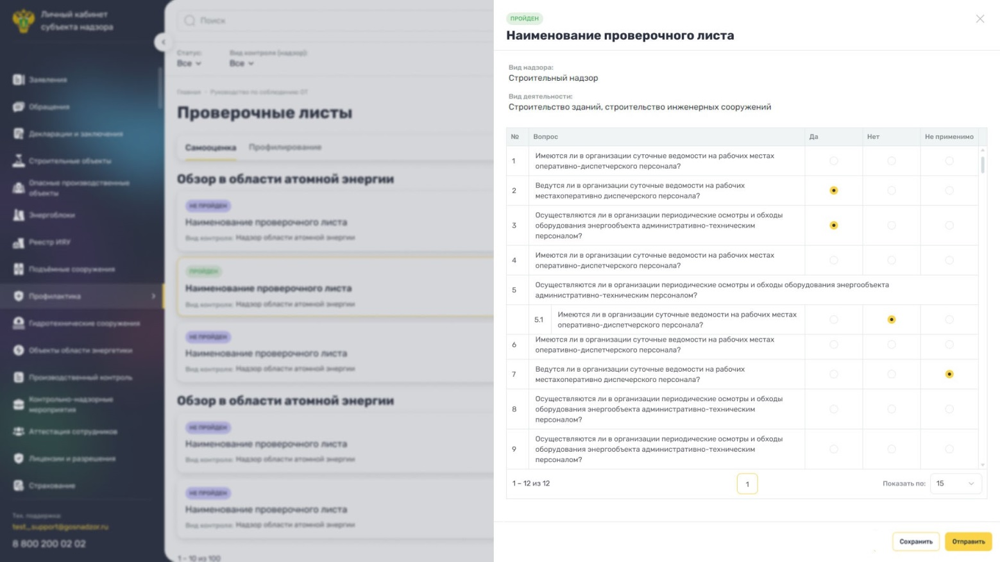 Личный кабинет
субъекта надзора
Заявления
Обращения
Декларации и заключения
Строительные объекты
Опасные производственные
объекты
Энергоблоки
Реестр ИЯУ
Подъёмные сооружения
Профилактика
Гидротехнические сооружения
Объекты области энергетики
Производственный контроль
Контрольно-надзорные
мероприятия
Аттестация сотрудников
Лицензии и разрешения
Страхование
Тех. поддержка:
test_support@gosnadzor.ru
8 800 200 02 02
Поиск
Статус:
Все
Вид контроля (надзор):
Все
Главная • Руководства по соблюдению ОТ
Проверочные листы
Самооценка
Профилирование
Обзор в области атомной энергии
НЕ ПРОЙДЕН
Наименование проверочного листа
Вид контроля: Надзор области атомной энергии
ПРОЙДЕН
Наименование проверочного листа
Вид контроля: Надзор области атомной энергии
НЕ ПРОЙДЕН
Наименование проверочного листа
Вид контроля: Надзор области атомной энергии
Обзор в области атомной энергии
НЕ ПРОЙДЕН
Наименование проверочного листа
Вид контроля: Надзор области атомной энергии
НЕ ПРОЙДЕН
Наименование проверочного листа
Вид контроля: Надзор области атомной энергии
1 – 10 из 100
ПРОЙДЕН
Наименование проверочного листа
Вид надзора:
Строительный надзор
Вид деятельности:
Строительство зданий, строительство инженерных сооружений
№ Вопрос Да Нет Не применимо
1 Имеются ли в организации суточные ведомости на рабочих местах
оперативно-диспетчерского персонала?
2 Ведутся ли в организации суточные ведомости на рабочих
местахоперативно диспечерского персонала?
3 Осуществляются ли в организации периодические осмотры и обходы
оборудования энергообъекта административно-техническим
персоналом?
4 Имеются ли в организации суточные ведомости на рабочих местах
оперативно-диспетчерского персонала?
5 Осуществляются ли в организации периодические осмотры и обходы оборудования энергообъекта
административно-техническим персоналом?
5.1 Имеются ли в организации суточные ведомости на рабочих местах
оперативно-диспетчерского персонала?
6 Имеются ли в организации суточные ведомости на рабочих местах
оперативно-диспетчерского персонала?
7 Ведутся ли в организации суточные ведомости на рабочих
местахоперативно диспечерского персонала?
8 Осуществляются ли в организации периодические осмотры и обходы
оборудования энергообъекта административно-техническим
персоналом?
9 Осуществляются ли в организации периодические осмотры и обходы
оборудования энергообъекта административно-техническим
персоналом?
1 – 12 из 12
1
Показать по: 15
Сохранить
Отправить